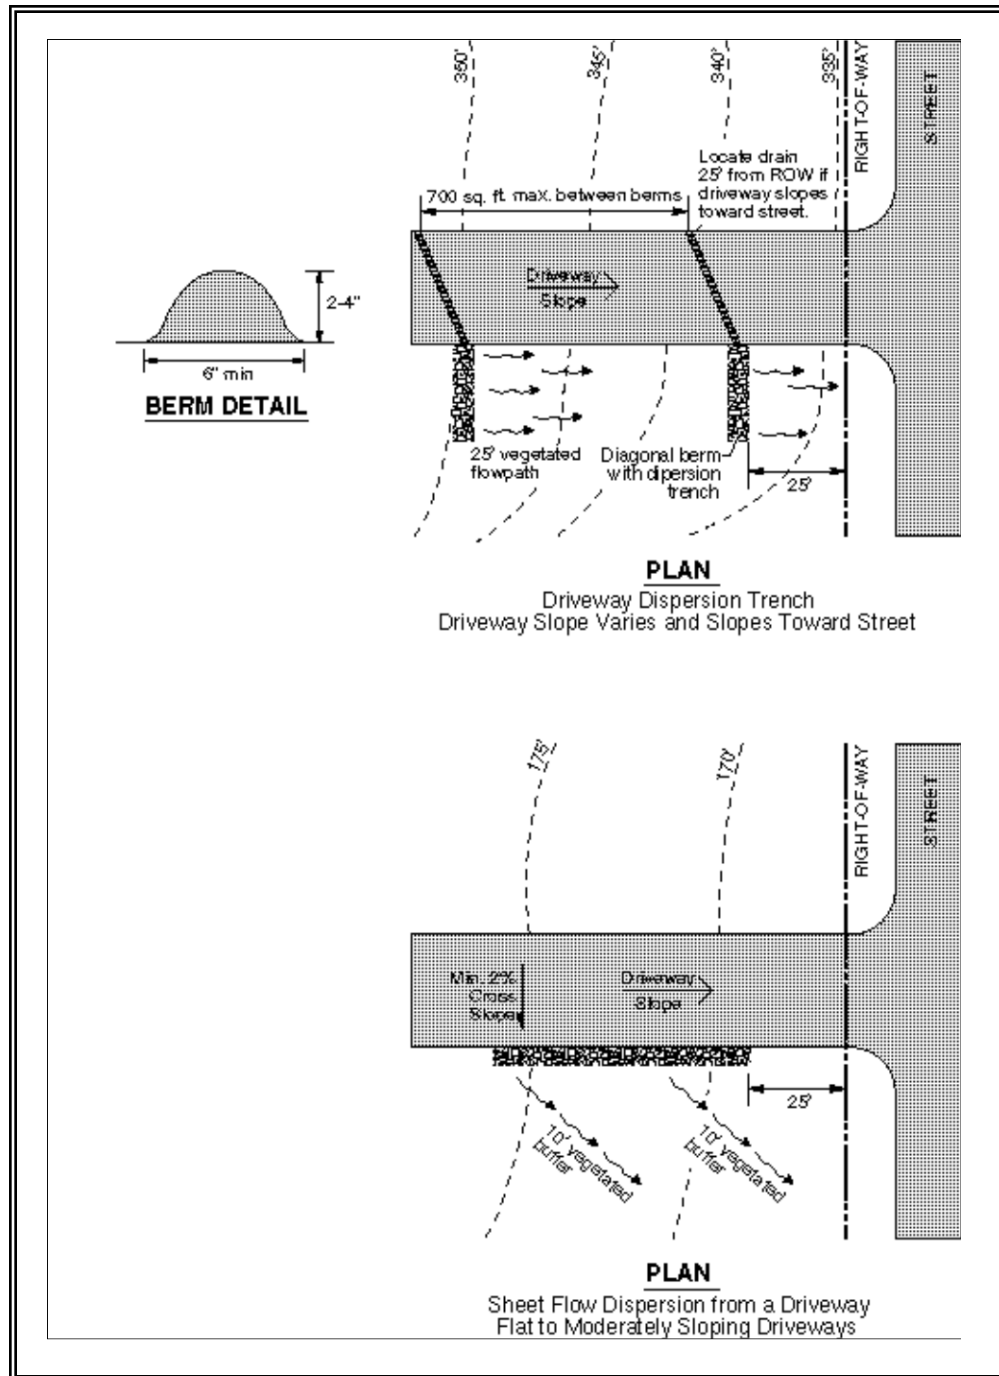 350'
345'
340'
335'
RIGHT-OF-WAY
STREET
Locate drain
25' from ROW if
driveway slopes
toward street.
700 sq. ft. max. between berms
Driveway
Slope
2-4"
6" min
BERM DETAIL
25' vegetated
flowpath
Diagonal berm
with dipersion
trench
25'
PLAN
Driveway Dispersion Trench
Driveway Slope Varies and Slopes Toward Street
175'
170'
RIGHT-OF-WAY
STREET
Min. 2%
Cross
Slope
Driveway
Slope
25'
10' vegetated
buffer
10' vegetated
buffer
PLAN
Sheet Flow Dispersion from a Driveway
Flat to Moderately Sloping Driveways